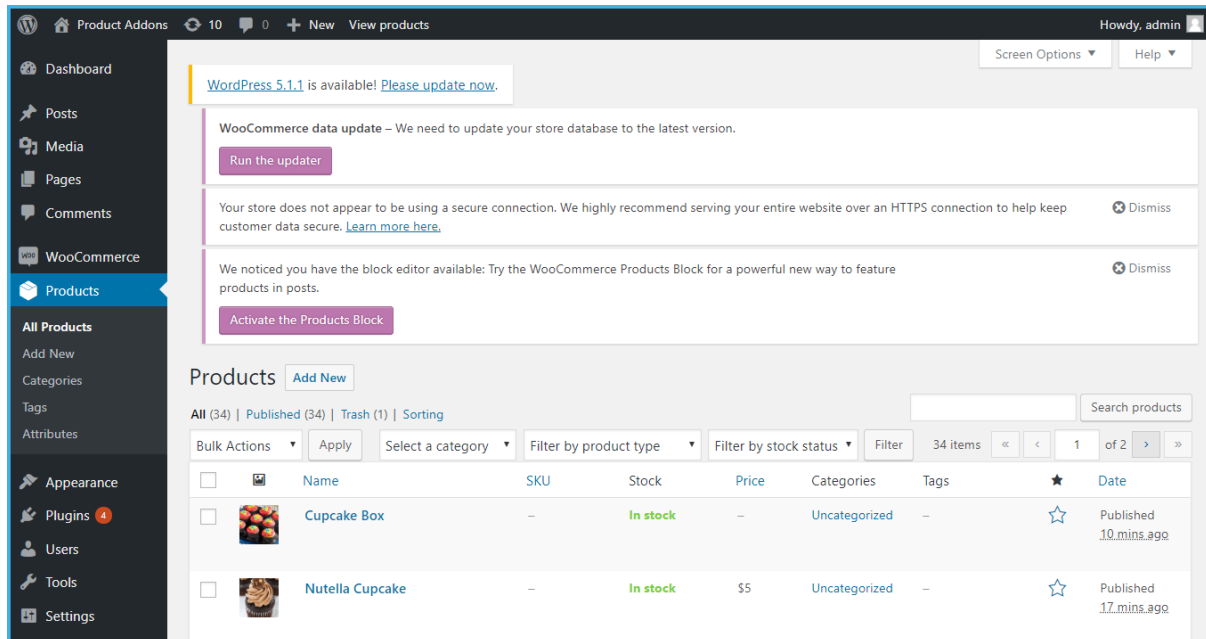 Product Addons 10 0 New View products Howdy, admin
Screen Options Help
Dashboard
Posts
Media
Pages
Comments
WOO WooCommerce
Products
All Products
Add New
Categories
Tags
Attributes
Appearance
Plugins 4
Users
Tools
Settings
WordPress 5.1.1 is available! Please update now.
WooCommerce data update – We need to update your store database to the latest version.
Run the updater
Your store does not appear to be using a secure connection. We highly recommend serving your entire website over an HTTPS connection to help keep
customer data secure. Learn more here.
Dismiss
We noticed you have the block editor available: Try the WooCommerce Products Block for a powerful new way to feature
products in posts.
Dismiss
Activate the Products Block
Products Add New
All (34) | Published (34) | Trash (1) | Sorting
Search products
Bulk Actions Apply Select a category Filter by product type Filter by stock status Filter 34 items « ‹ 1 of 2 › »
Name SKU Stock Price Categories Tags Date
Cupcake Box – In stock – Uncategorized – Published
10 mins ago
Nutella Cupcake – In stock $5 Uncategorized – Published
17 mins ago